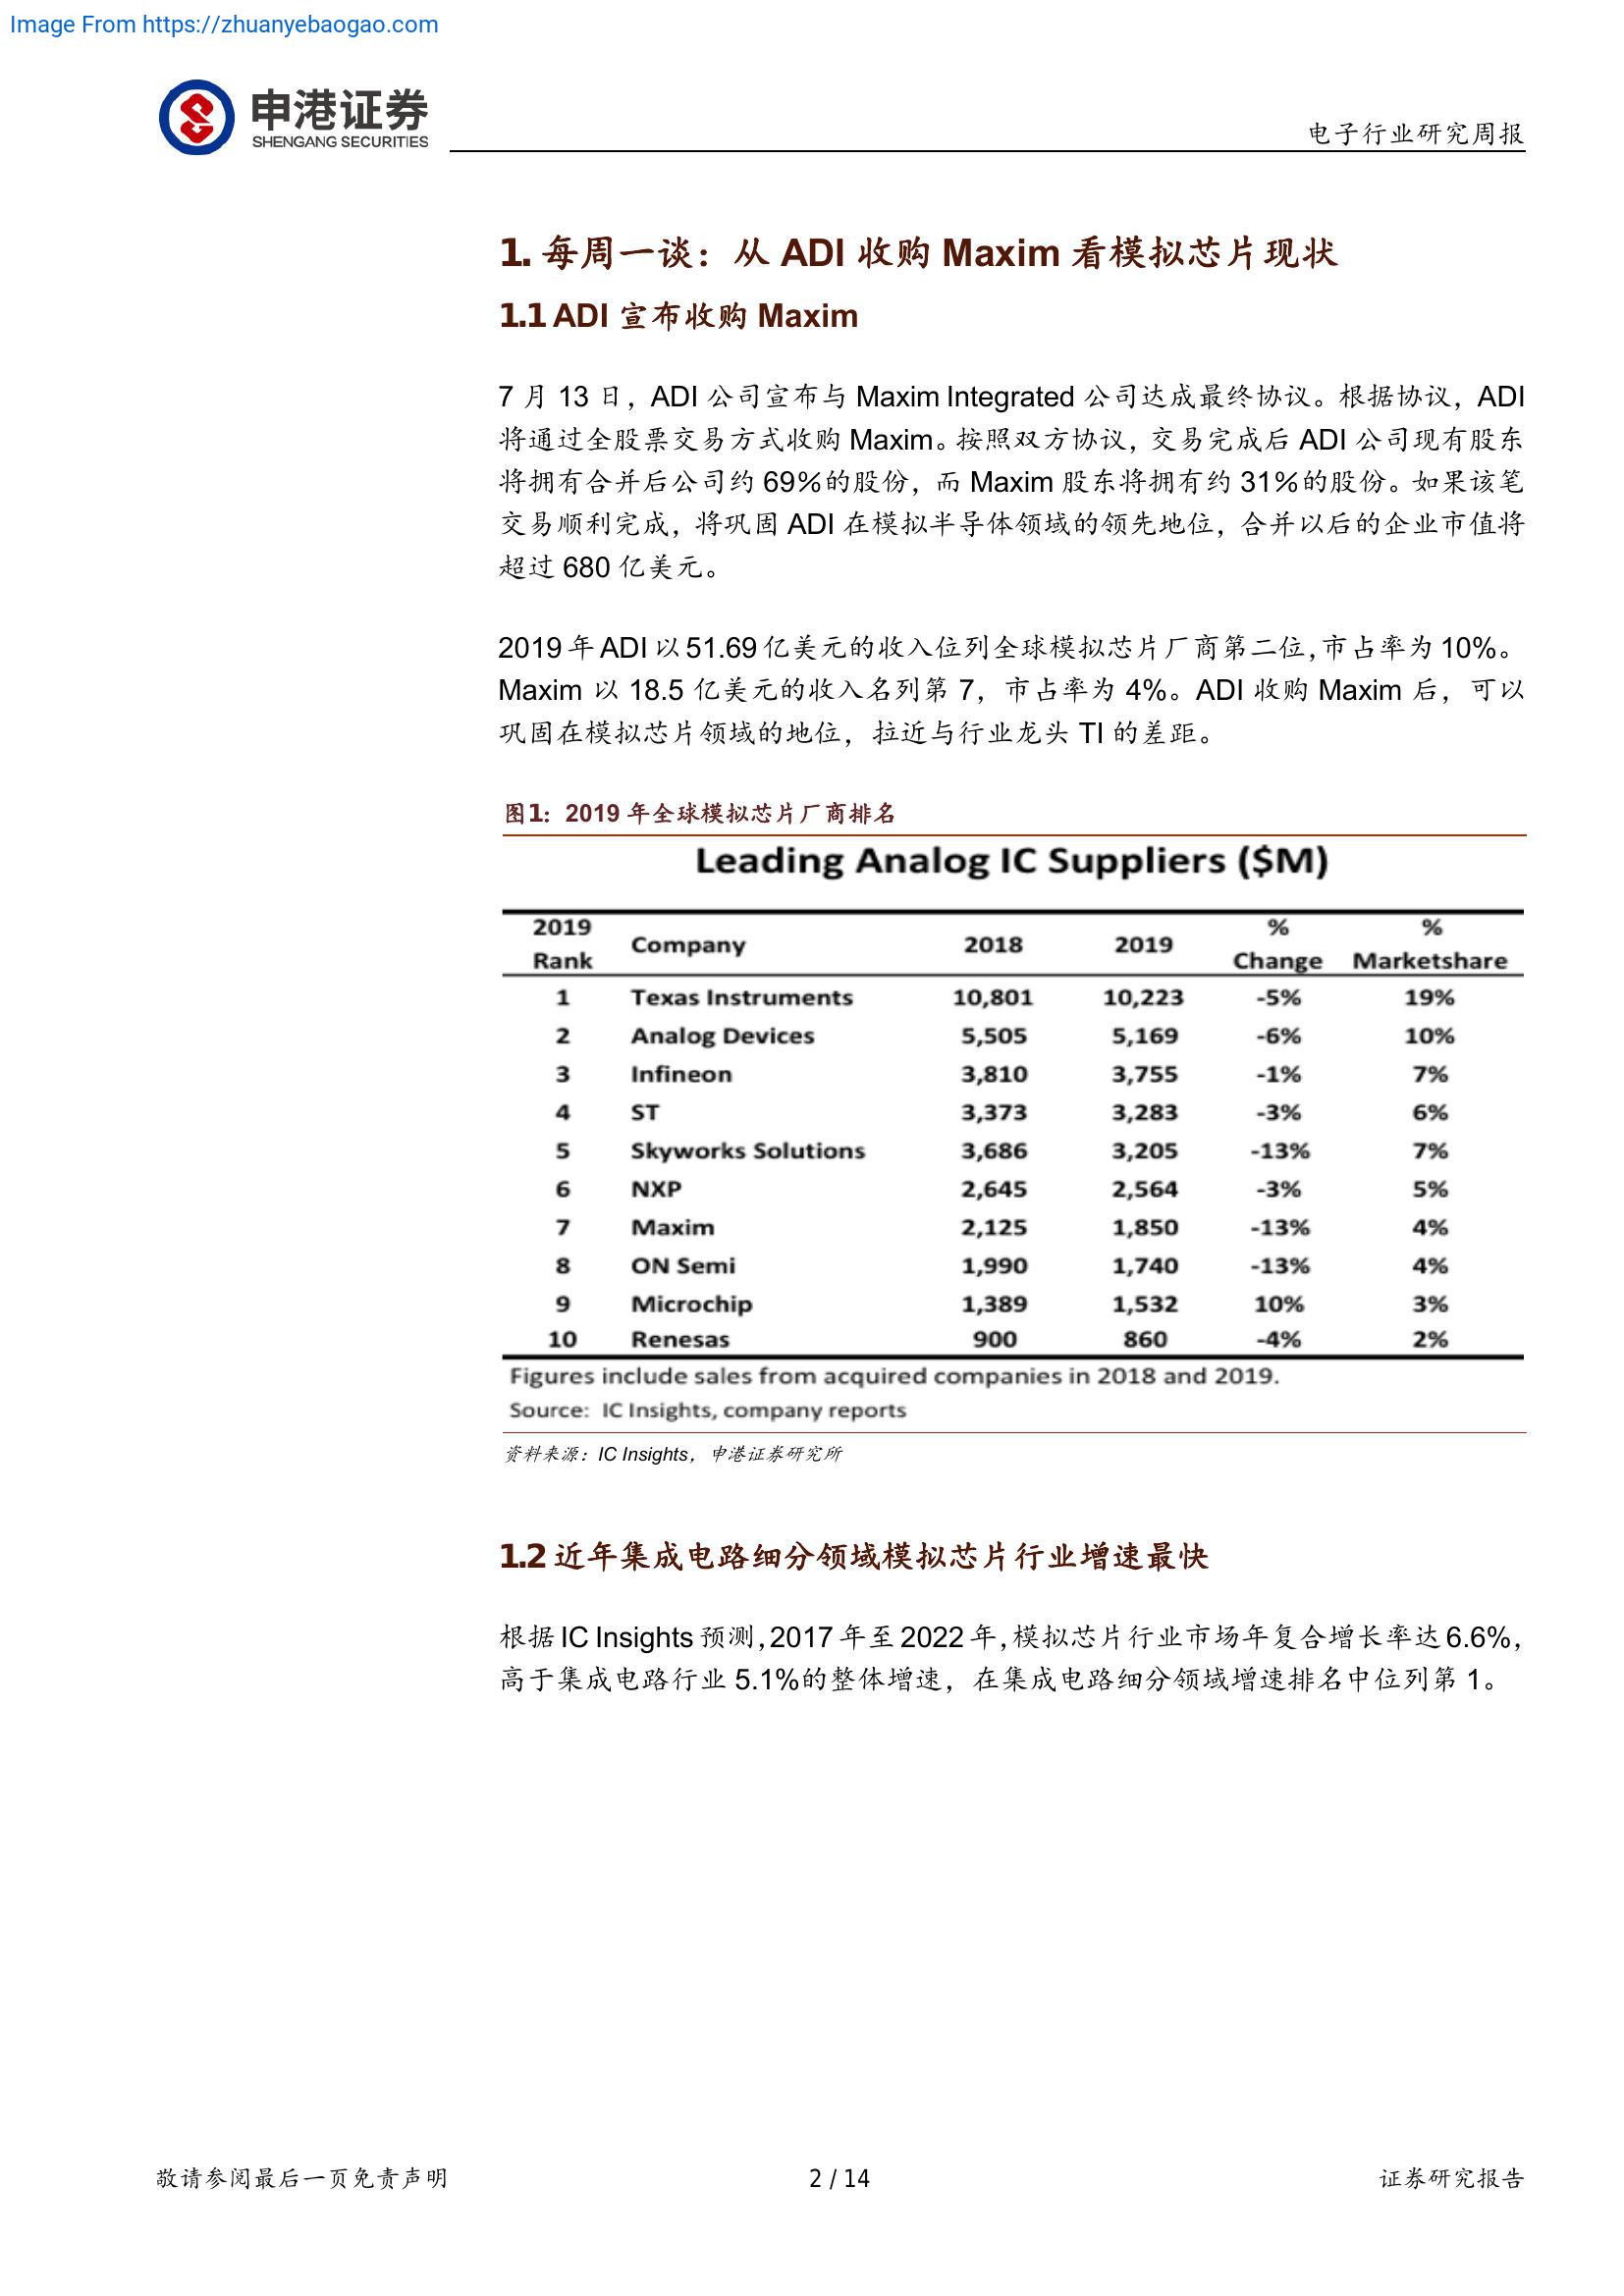 Image From https://zhuanyebaogao.com
申港证券
SHENGANG SECURITIES
电子行业研究周报
1. 每周一谈：从 ADI 收购 Maxim 看模拟芯片现状
1.1 ADI 宣布收购 Maxim
7 月 13 日，ADI 公司宣布与 Maxim Integrated 公司达成最终协议。根据协议，ADI
将通过全股票交易方式收购 Maxim。按照双方协议，交易完成后 ADI 公司现有股东
将拥有合并后公司约 69%的股份，而 Maxim 股东将拥有约 31%的股份。如果该笔
交易顺利完成，将巩固 ADI 在模拟半导体领域的领先地位，合并以后的企业市值将
超过 680 亿美元。
2019 年 ADI 以 51.69 亿美元的收入位列全球模拟芯片厂商第二位，市占率为 10%。
Maxim 以 18.5 亿美元的收入名列第 7，市占率为 4%。ADI 收购 Maxim 后，可以
巩固在模拟芯片领域的地位，拉近与行业龙头 TI 的差距。
图1：2019 年全球模拟芯片厂商排名
Leading Analog IC Suppliers ($M)
2019 Rank Company 2018 2019 % Change % Marketshare
1 Texas Instruments 10,801 10,223 -5% 19%
2 Analog Devices 5,505 5,169 -6% 10%
3 Infineon 3,810 3,755 -1% 7%
4 ST 3,373 3,283 -3% 6%
5 Skyworks Solutions 3,686 3,205 -13% 7%
6 NXP 2,645 2,564 -3% 5%
7 Maxim 2,125 1,850 -13% 4%
8 ON Semi 1,990 1,740 -13% 4%
9 Microchip 1,389 1,532 10% 3%
10 Renesas 900 860 -4% 2%
Figures include sales from acquired companies in 2018 and 2019.
Source: IC Insights, company reports
资料来源：IC Insights，申港证券研究所
1.2 近年集成电路细分领域模拟芯片行业增速最快
根据 IC Insights 预测，2017 年至 2022 年，模拟芯片行业市场年复合增长率达 6.6%，
高于集成电路行业 5.1%的整体增速，在集成电路细分领域增速排名中位列第 1。
敬请参阅最后一页免责声明
2 / 14
证券研究报告